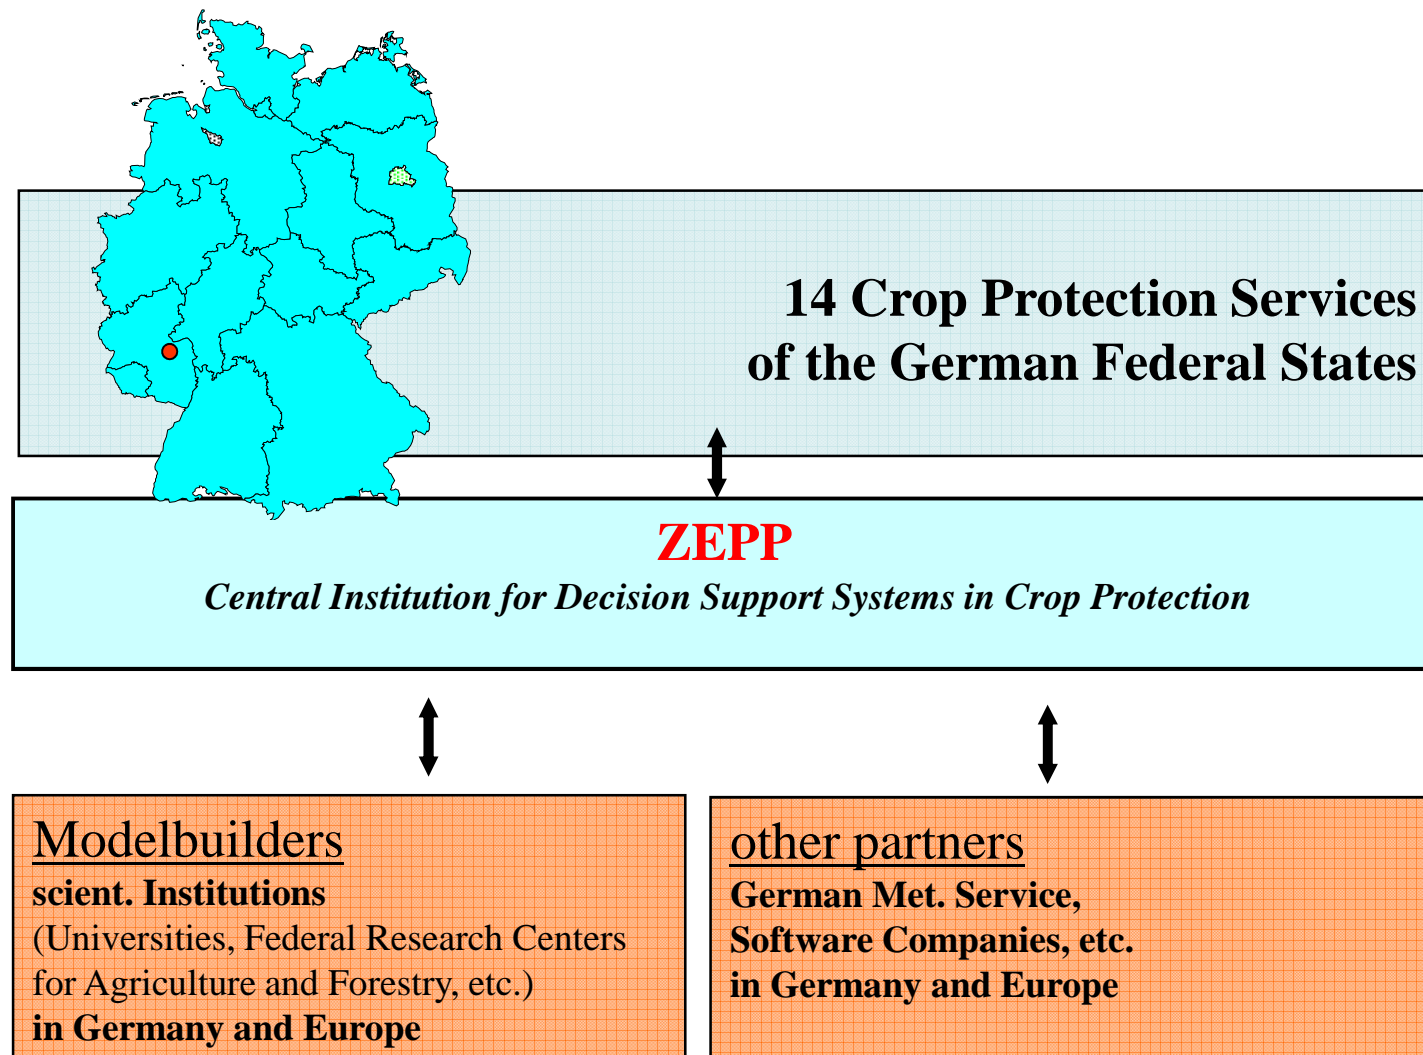 14 Crop Protection Services
of the German Federal States
ZEPP
Central Institution for Decision Support Systems in Crop Protection
Modelbuilders
scient. Institutions
(Universities, Federal Research Centers
for Agriculture and Forestry, etc.)
in Germany and Europe
other partners
German Met. Service,
Software Companies, etc.
in Germany and Europe